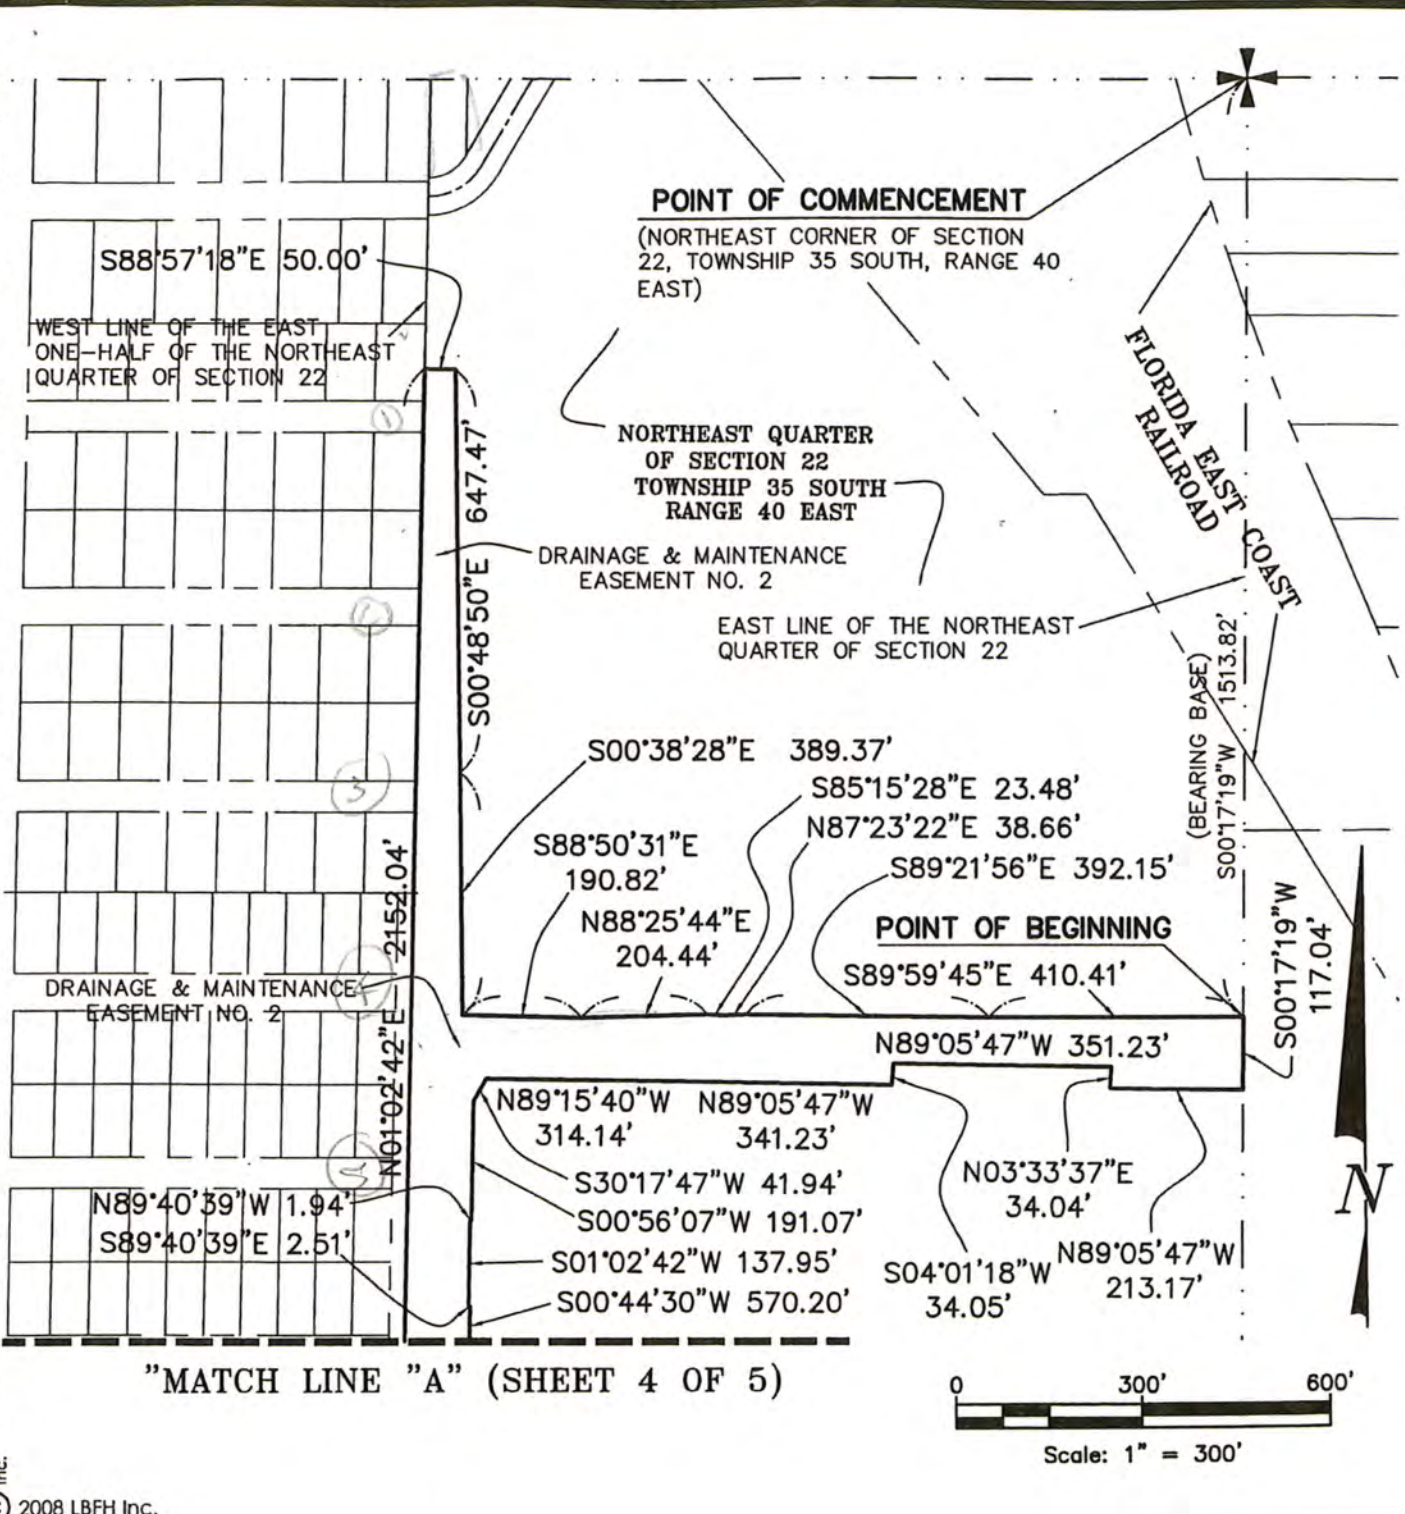 POINT OF COMMENCEMENT
(NORTHEAST CORNER OF SECTION
22, TOWNSHIP 35 SOUTH, RANGE 40
EAST)
S88°57'18"E 50.00'
WEST LINE OF THE EAST
ONE-HALF OF THE NORTHEAST
QUARTER OF SECTION 22
FLORIDA EAST COAST
RAILROAD
1
NORTHEAST QUARTER
OF SECTION 22
TOWNSHIP 35 SOUTH
RANGE 40 EAST
S00°48'50"E 647.47'
DRAINAGE & MAINTENANCE
EASEMENT NO. 2
EAST LINE OF THE NORTHEAST
QUARTER OF SECTION 22
(BEARING BASE)
S00°17'19"W 1513.82'
3
S00°38'28"E 389.37'
S85°15'28"E 23.48'
N87°23'22"E 38.66'
S88°50'31"E
190.82'
S89°21'56"E 392.15'
N88°25'44"E
204.44'
POINT OF BEGINNING
S89°59'45"E 410.41'
S00°17'19"W
117.04'
N01°02'42"E 2152.04'
4
DRAINAGE & MAINTENANCE
EASEMENT NO. 2
N89°05'47"W 351.23'
N89°15'40"W
314.14'
N89°05'47"W
341.23'
5
N03°33'37"E
34.04'
S30°17'47"W 41.94'
N89°40'39"W 1.94'
S00°56'07"W 191.07'
S89°40'39"E 2.51'
S01°02'42"W 137.95'
S04°01'18"W
34.05'
N89°05'47"W
213.17'
S00°44'30"W 570.20'
N
"MATCH LINE "A" (SHEET 4 OF 5)
0 300' 600'
Scale: 1" = 300'
Inc.
© 2008 LBFH Inc.